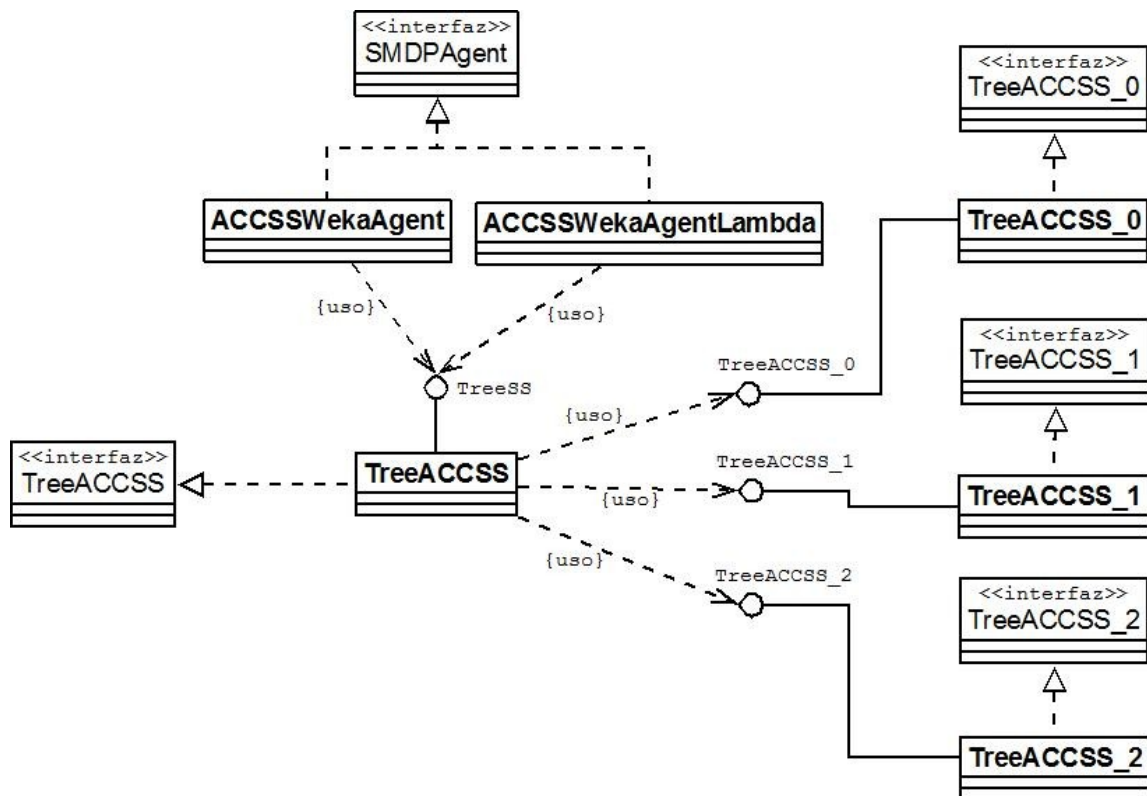 <<interfaz>>
SMDPAgent
<<interfaz>>
TreeACCSS_0
ACCSSWekaAgent
ACCSSWekaAgentLambda
TreeACCSS_0
{uso}
{uso}
<<interfaz>>
TreeACCSS_1
TreeACCSS_0
TreeSS
{uso}
<<interfaz>>
TreeACCSS
TreeACCSS
TreeACCSS_1
{uso}
TreeACCSS_1
{uso}
TreeACCSS_2
<<interfaz>>
TreeACCSS_2
TreeACCSS_2